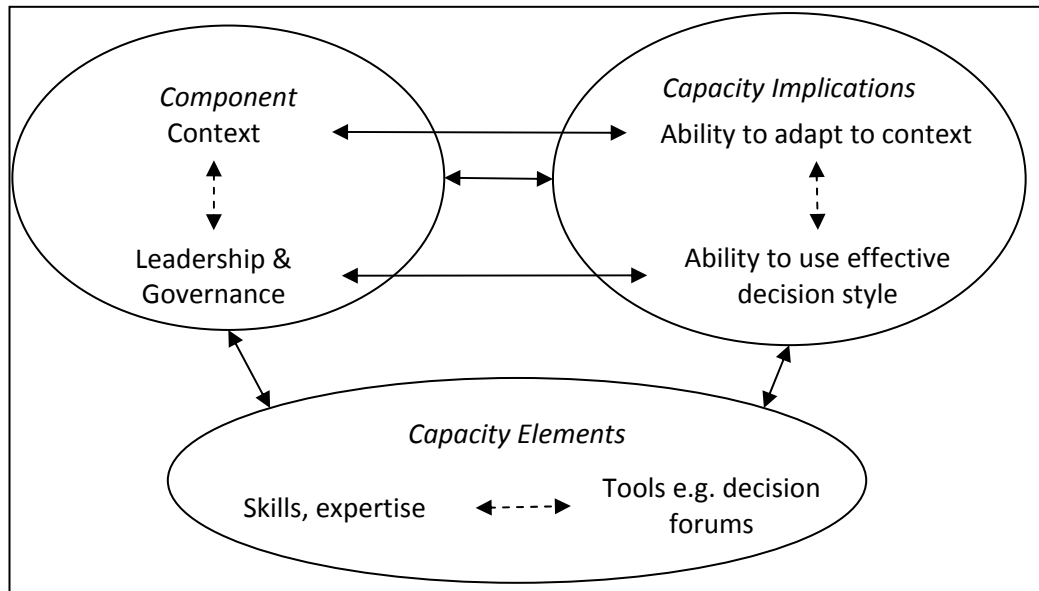 Component
Context
Leadership &
Governance
Capacity Implications
Ability to adapt to context
Ability to use effective
decision style
Capacity Elements
Skills, expertise
Tools e.g. decision
forums